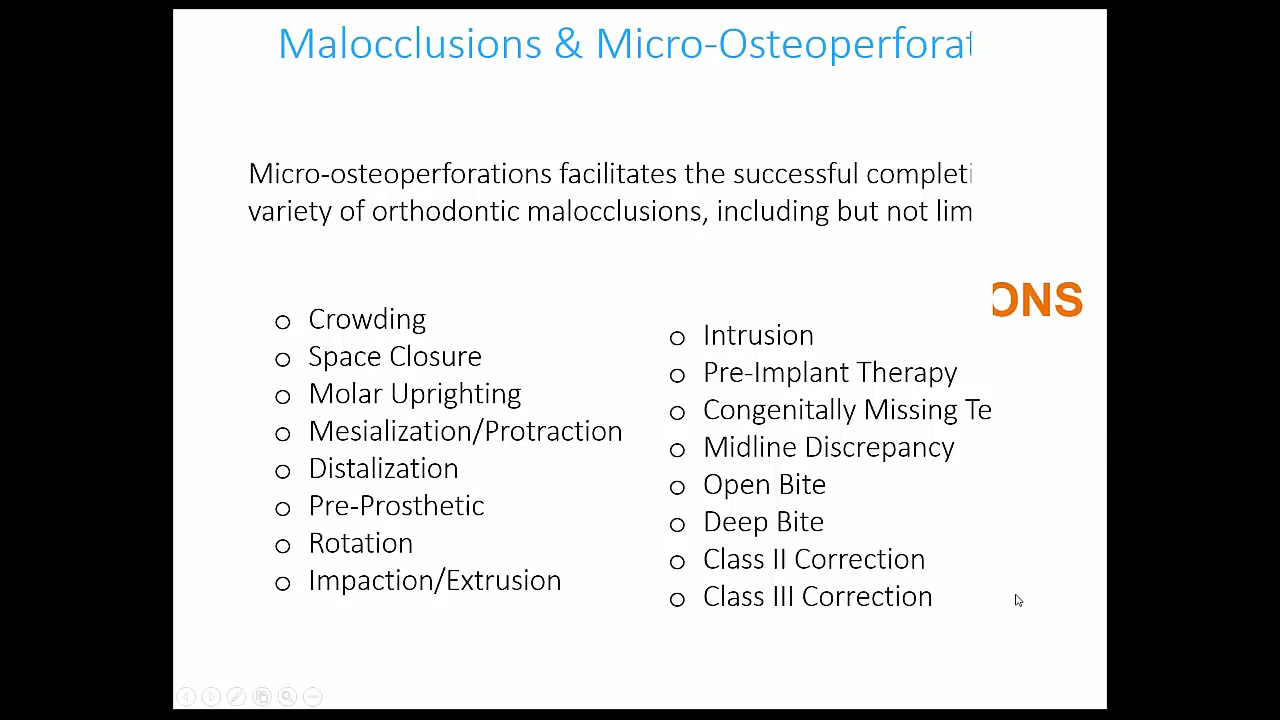 Malocclusions & Micro-Osteoperforat
Micro-osteoperforations facilitates the successful completi
variety of orthodontic malocclusions, including but not lim
ONS
o Crowding
o Space Closure
o Molar Uprighting
o Mesialization/Protraction
o Distalization
o Pre-Prosthetic
o Rotation
o Impaction/Extrusion
o Intrusion
o Pre-Implant Therapy
o Congenitally Missing Te
o Midline Discrepancy
o Open Bite
o Deep Bite
o Class II Correction
o Class III Correction